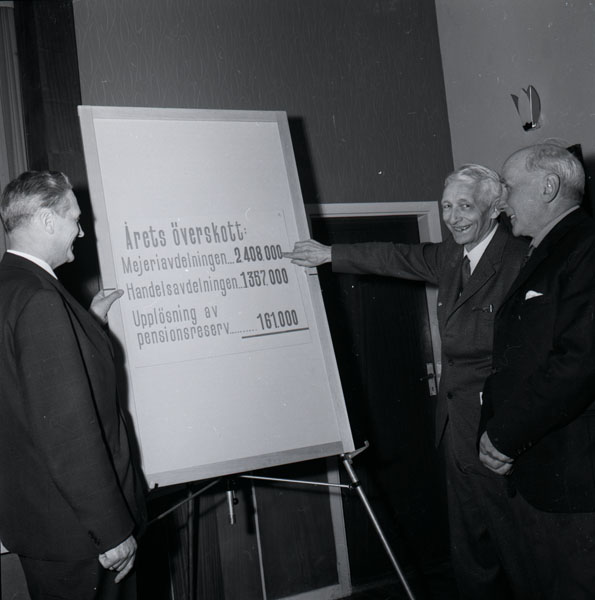 Årets överskott:
Mejeriavdelningen...2 408.000
Handelsavdelningen..1 367.000
Upplösning av
pensionsreserv.......... 161.000